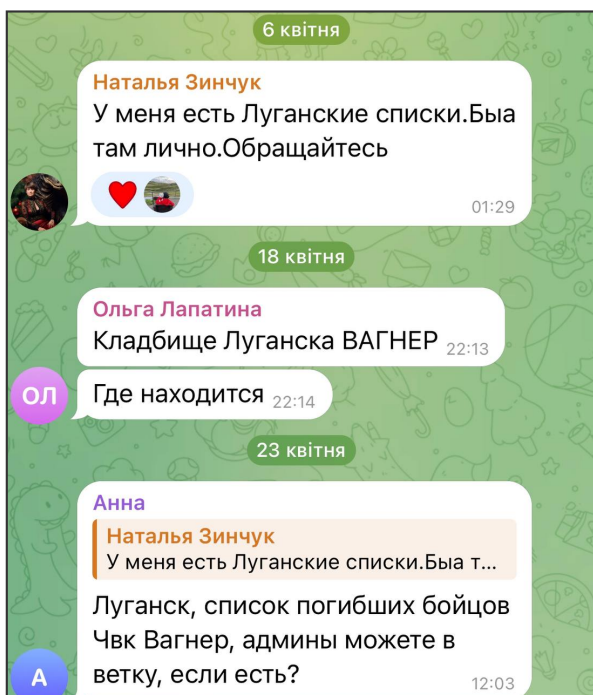 6 квітня
Наталья Зинчук
У меня есть Луганские списки.Быа
там лично.Обращайтесь
01:29
18 квітня
Ольга Лапатина
Кладбище Луганска ВАГНЕР 22:13
ОЛ
Где находится 22:14
23 квітня
Анна
Наталья Зинчук
У меня есть Луганские списки.Быа т...
Луганск, список погибших бойцов
Чвк Вагнер, админы можете в
ветку, если есть?
А
12:03